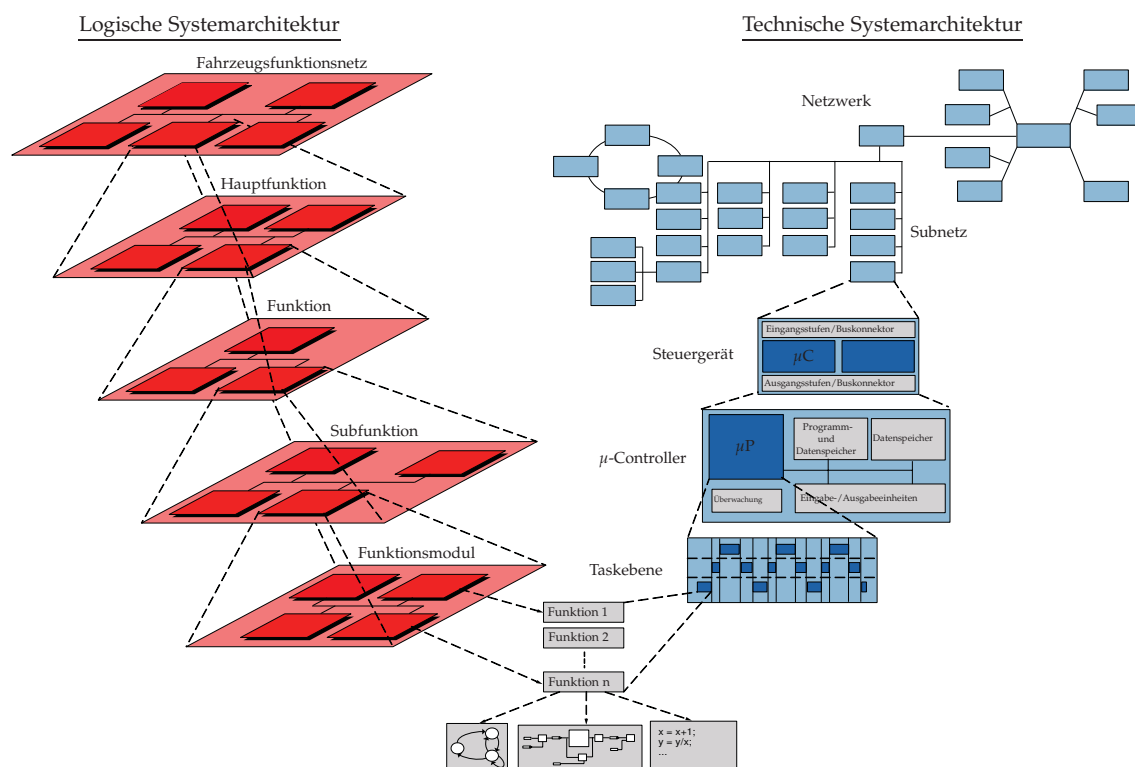 Logische Systemarchitektur
Technische Systemarchitektur
Fahrzeugsfunktionsnetz
Hauptfunktion
Funktion
Subfunktion
Funktionsmodul
Netzwerk
Subnetz
Steuergerät
Eingangsstufen/Buskonnektor
μC
Ausgangsstufen/Buskonnektor
μ-Controller
μP
Programm-
und
Datenspeicher
Datenspeicher
Überwachung
Eingabe-/Ausgabeeinheiten
Taskebene
Funktion 1
Funktion 2
Funktion n
x = x+1;
y = y/x;
...